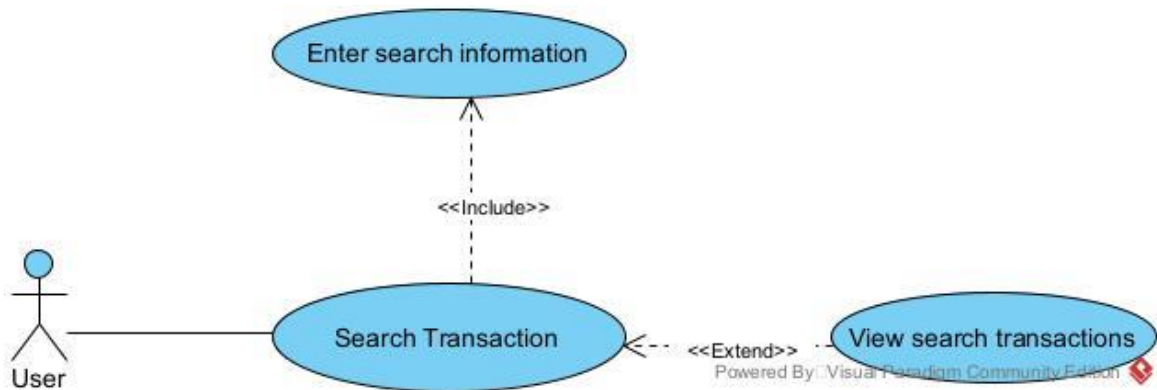 Enter search information
<<Include>>
Search Transaction
<<Extend>>
View search transactions
Powered By Visual Paradigm Community Edition
User